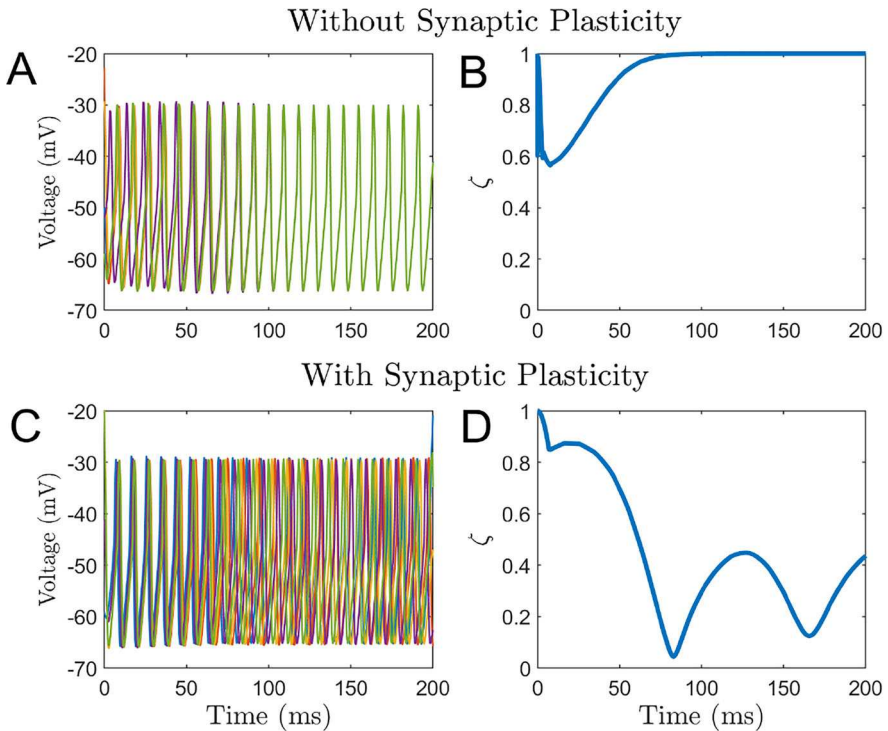 Without Synaptic Plasticity
A
B
-20
-30
-40
-50
-60
-70
Voltage (mV)
0 50 100 150 200
1
0.8
0.6
0.4
0.2
0
ζ
0 50 100 150 200
With Synaptic Plasticity
C
D
-20
-30
-40
-50
-60
-70
Voltage (mV)
0 50 100 150 200
Time (ms)
1
0.8
0.6
0.4
0.2
0
ζ
0 50 100 150 200
Time (ms)